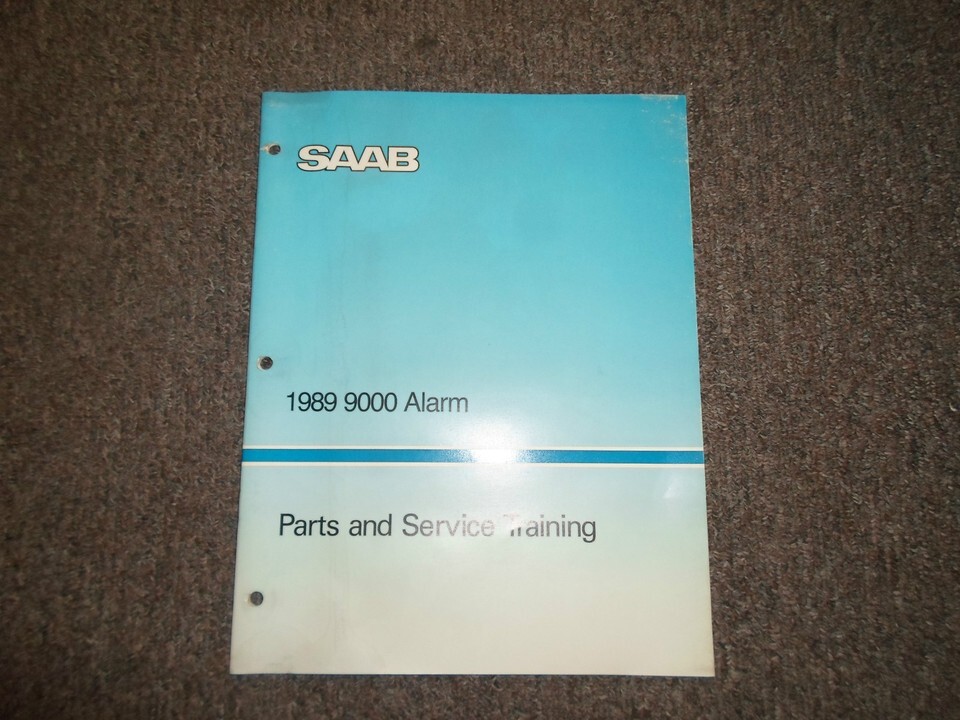 SAAB
1989 9000 Alarm
Parts and Service Training